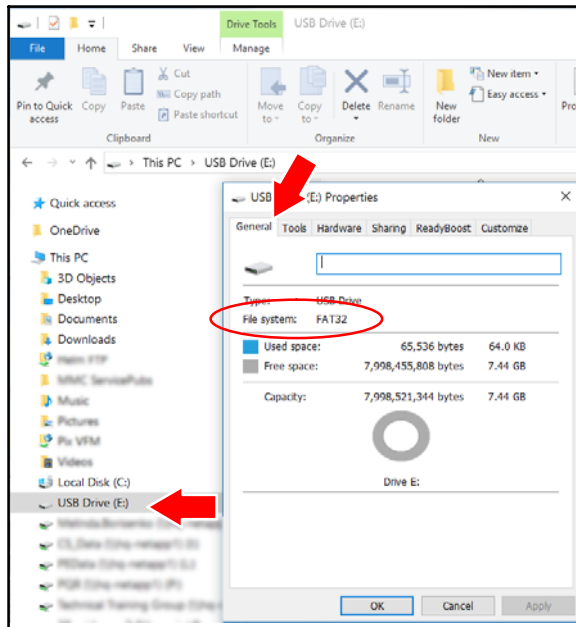 Drive Tools USB Drive (E:)
File Home Share View Manage
Pin to Quick access
Copy
Paste
Cut
Copy path
Paste shortcut
Move to
Copy to
Delete
Rename
New folder
New item
Easy access
Clipboard Organize New
This PC > USB Drive (E:)
Quick access
OneDrive
This PC
3D Objects
Desktop
Documents
Downloads
Music
Pictures
Pix VFM
Videos
Local Disk (C:)
USB Drive (E:)
(E:) Properties
General Tools Hardware Sharing ReadyBoost Customize
Type: USB Drive
File system: FAT32
Used space: 65,536 bytes 64.0 KB
Free space: 7,998,455,808 bytes 7.44 GB
Capacity: 7,998,521,344 bytes 7.44 GB
Drive E:
OK Cancel Apply